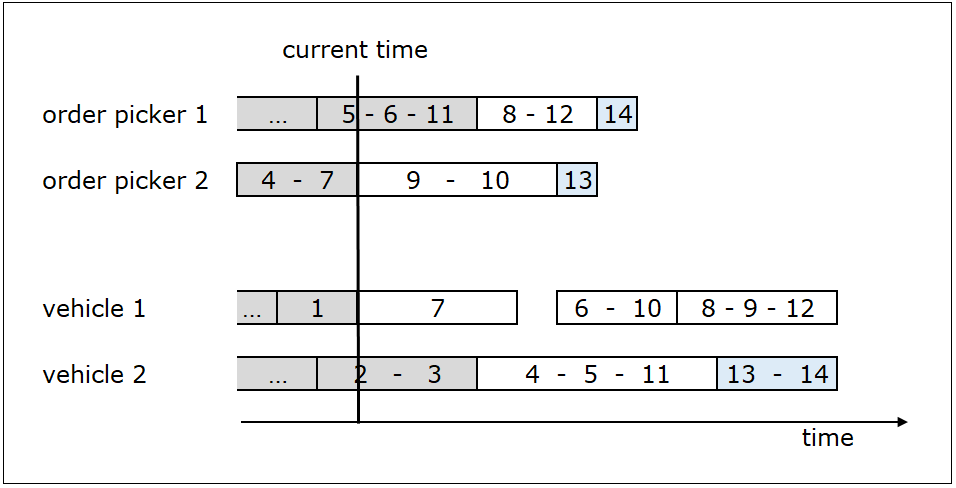 current time
order picker 1 ... 5 - 6 - 11 8 - 12 14
order picker 2 4 - 7 9 - 10 13
vehicle 1 ... 1 7 6 - 10 8 - 9 - 12
vehicle 2 ... 2 - 3 4 - 5 - 11 13 - 14
time